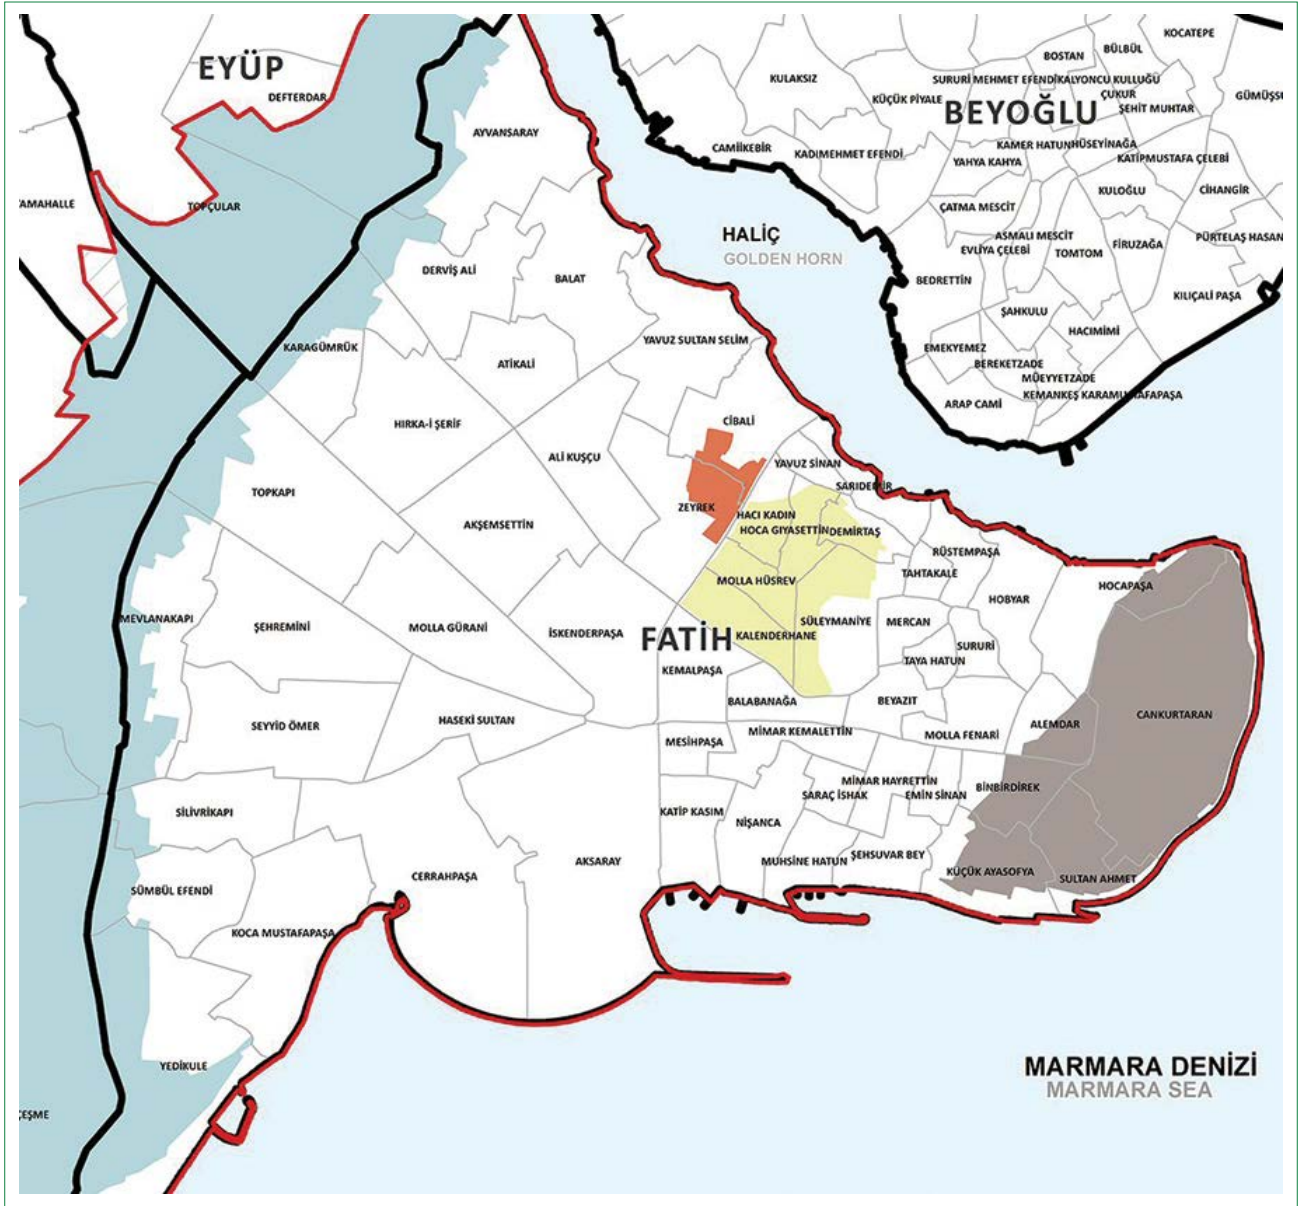 KOCATEPE
BÜLBÜL
BOSTAN
EYÜP
KULAKSIZ
SURURİ MEHMET EFENDİ
KALYONCU KULLUĞU
ÇUKUR
DEFTERDAR
KÜÇÜK PİYALE
GÜMÜŞSU
BEYOĞLU
ŞEHİT MUHTAR
AYVANSARAY
CAMİİKEBİR
KADIMEHMET EFENDİ
KAMER HATUN
HÜSEYİNAĞA
YAHYA KAHYA
KATİPMUSTAFA ÇELEBİ
KULOĞLU
CİHANGİR
TAMAHALLE
TOPÇULAR
ÇATMA MESCİT
HALİÇ
GOLDEN HORN
ASMALI MESCİT
PÜRTELAŞ HASAN
EVLİYA ÇELEBİ
TOMTOM
FİRUZAĞA
DERVİŞ ALİ
BALAT
BEDRETTİN
KILIÇALİ PAŞA
ŞAHKULU
HACIMİMİ
YAVUZ SULTAN SELİM
KARAGÜMRÜK
EMEKYEMEZ
ATİKALİ
BEREKETZADE
MÜEYYETZADE
KEMANKEŞ KARAMU AFAPAŞA
ARAP CAMİ
HIRKA-İ ŞERİF
CİBALİ
ALİ KUŞÇU
YAVUZ SİNAN
SARIDEMİR
TOPKAPI
ZEYREK
HACI KADIN
AKŞEMSETTİN
HOCA GIYASETTİN
DEMİRTAŞ
RÜSTEMPAŞA
TAHTAKALE
MOLLA HÜSREV
HOCAPAŞA
HOBYAR
MEVLANAKAPI
ŞEHREMİNİ
MOLLA GÜRANİ
İSKENDERPAŞA
FATİH
KALENDERHANE
SÜLEYMANİYE
MERCAN
SURURİ
TAYA HATUN
KEMALPAŞA
BALABANAĞA
BEYAZIT
SEYYİD ÖMER
HASEKİ SULTAN
CANKURTARAN
ALEMDAR
MESİHPAŞA
MİMAR KEMALETTİN
MOLLA FENARİ
MİMAR HAYRETTİN
BİNBİRDİREK
SARAÇ İSHAK
EMİN SİNAN
SİLİVRİKAPI
KATİP KASIM
NİŞANCA
AKSARAY
MUHSİNE HATUN
ŞEHSUVAR BEY
CERRAHPAŞA
KÜÇÜK AYASOFYA
SULTAN AHMET
SÜMBÜL EFENDİ
KOCA MUSTAFAPAŞA
YEDİKULE
MARMARA DENİZİ
MARMARA SEA
ÇEŞME